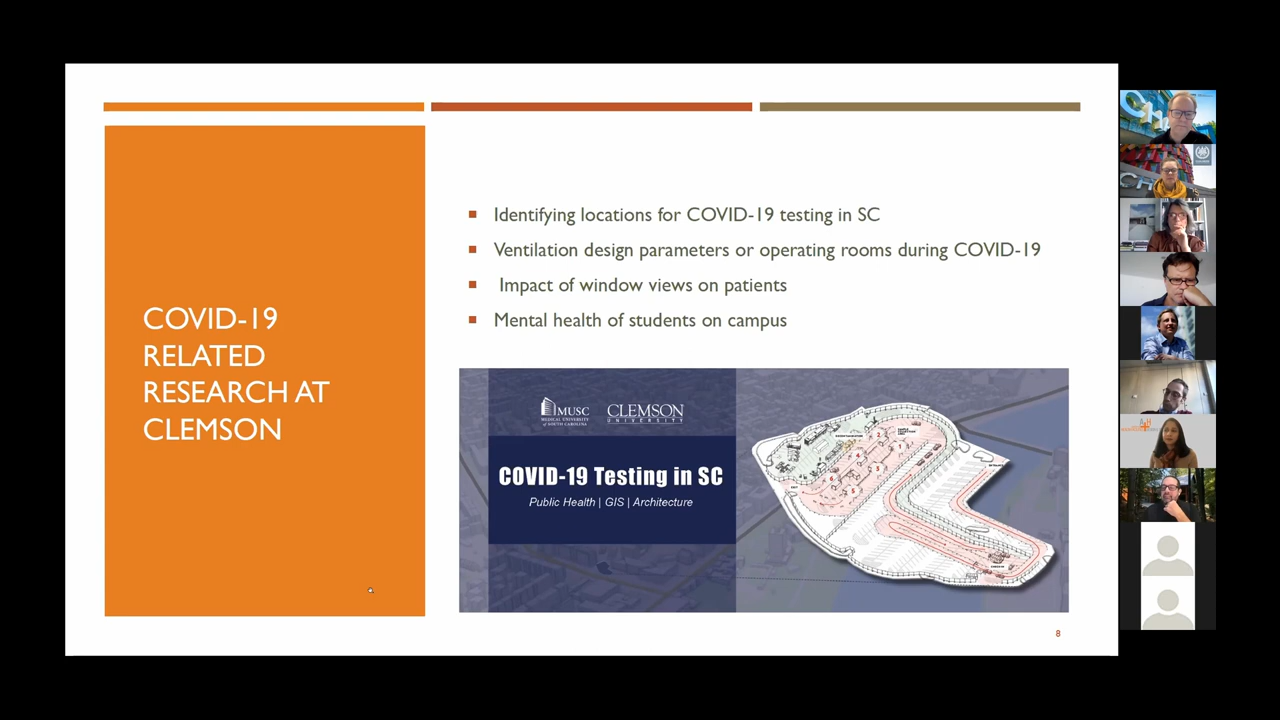 COVID-19
RELATED
RESEARCH AT
CLEMSON
Identifying locations for COVID-19 testing in SC
Ventilation design parameters or operating rooms during COVID-19
Impact of window views on patients
Mental health of students on campus
MUSC
MEDICAL UNIVERSITY
of SOUTH CAROLINA
CLEMSON
UNIVERSITY
COVID-19 Testing in SC
Public Health | GIS | Architecture
8